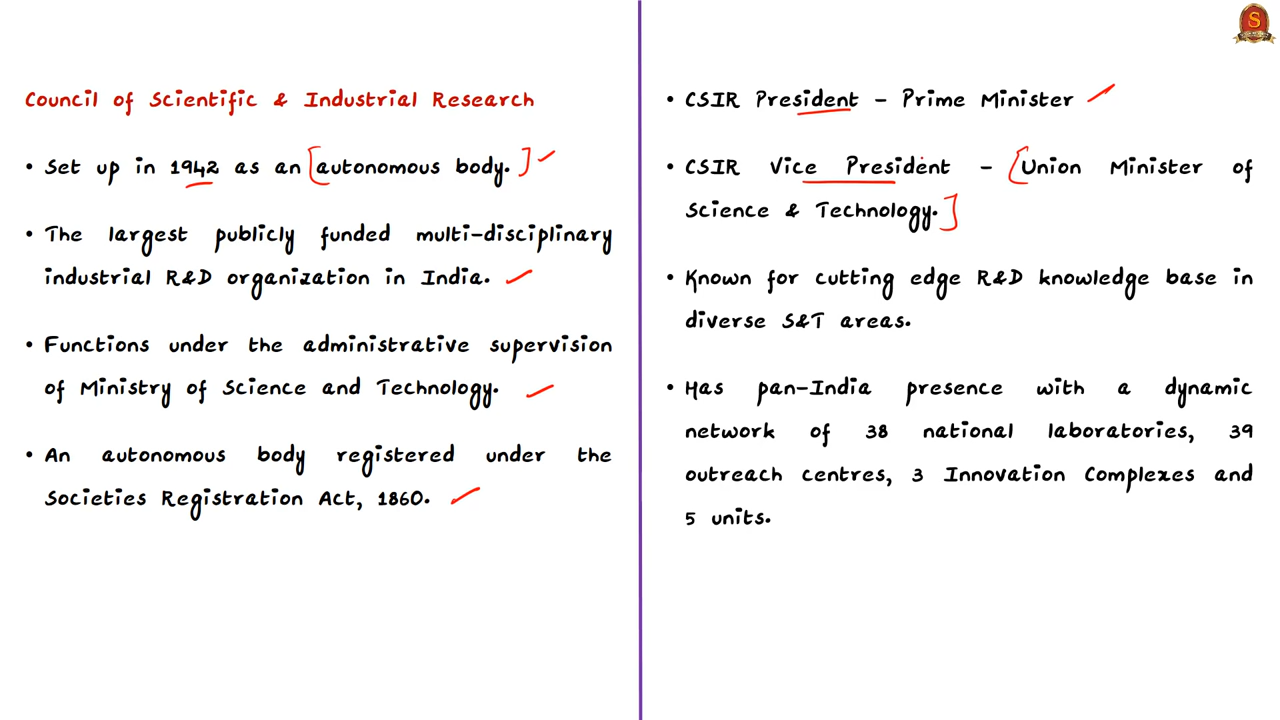 Council of Scientific & Industrial Research
• Set up in 1942 as an autonomous body.
• The largest publicly funded multi-disciplinary
industrial R&D organization in India.
• Functions under the administrative supervision
of Ministry of Science and Technology.
• An autonomous body registered under the
Societies Registration Act, 1860.
• CSIR President - Prime Minister
• CSIR Vice President - Union Minister of
Science & Technology.
• Known for cutting edge R&D knowledge base in
diverse S&T areas.
• Has pan-India presence with a dynamic
network of 38 national laboratories, 39
outreach centres, 3 Innovation Complexes and
5 units.
S